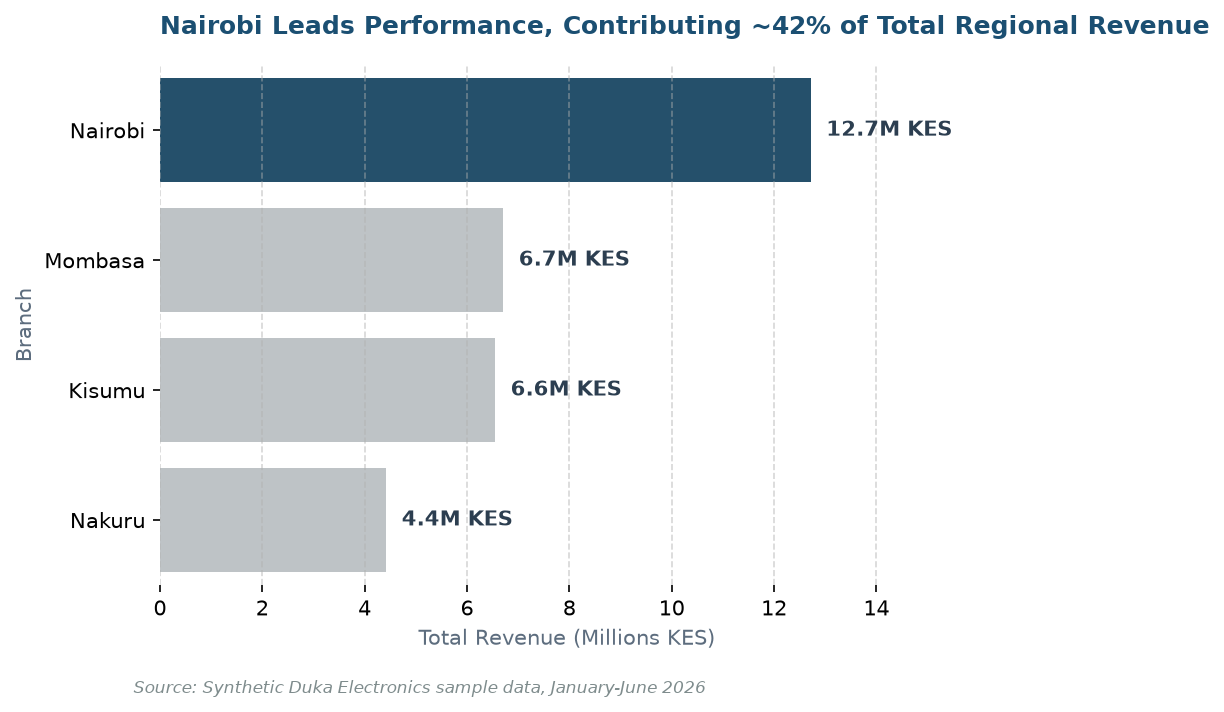 Nairobi Leads Performance, Contributing ~42% of Total Regional Revenue
Nairobi
12.7M KES
Mombasa
6.7M KES
Kisumu
6.6M KES
Nakuru
4.4M KES
Branch
0 2 4 6 8 10 12 14
Total Revenue (Millions KES)
Source: Synthetic Duka Electronics sample data, January-June 2026